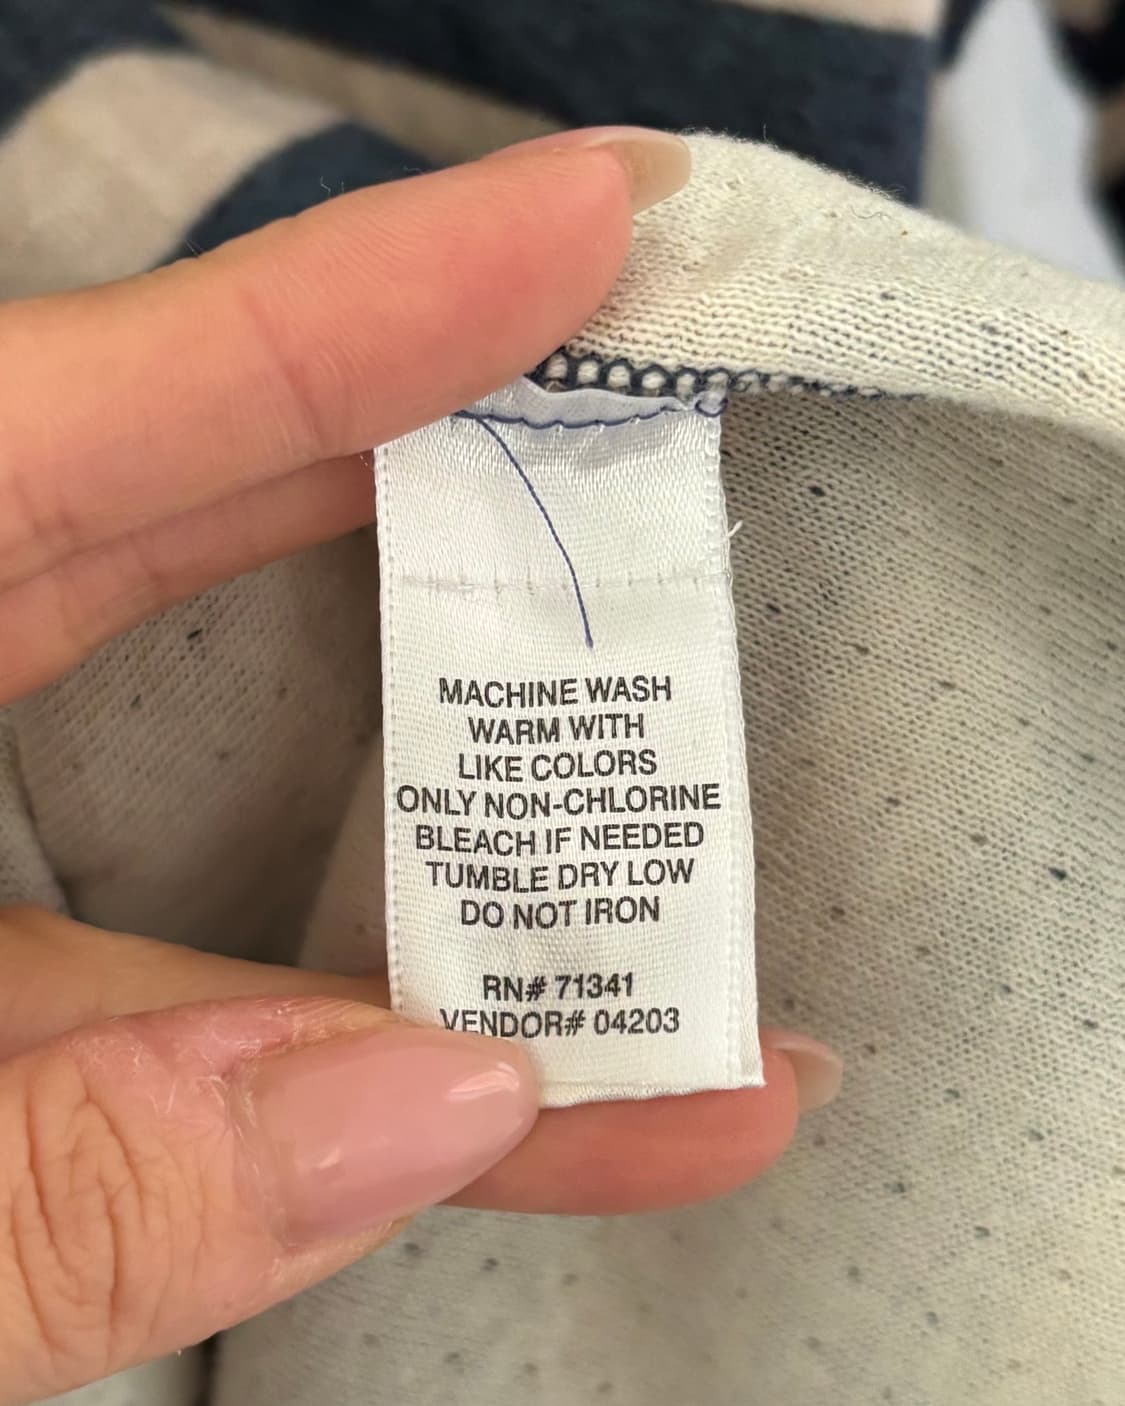 MACHINE WASH
WARM WITH
LIKE COLORS
ONLY NON-CHLORINE
BLEACH IF NEEDED
TUMBLE DRY LOW
DO NOT IRON
RN# 71341
VENDOR# 04203